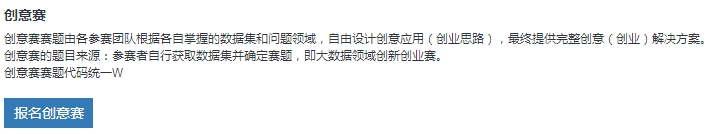 创意赛
创意赛赛题由各参赛团队根据各自掌握的数据集和问题领域，自由设计创意应用（创业思路），最终提供完整创意（创业）解决方案。
创意赛的题目来源：参赛者自行获取数据集并确定赛题，即大数据领域创新创业赛。
创意赛赛题代码统一W
报名创意赛